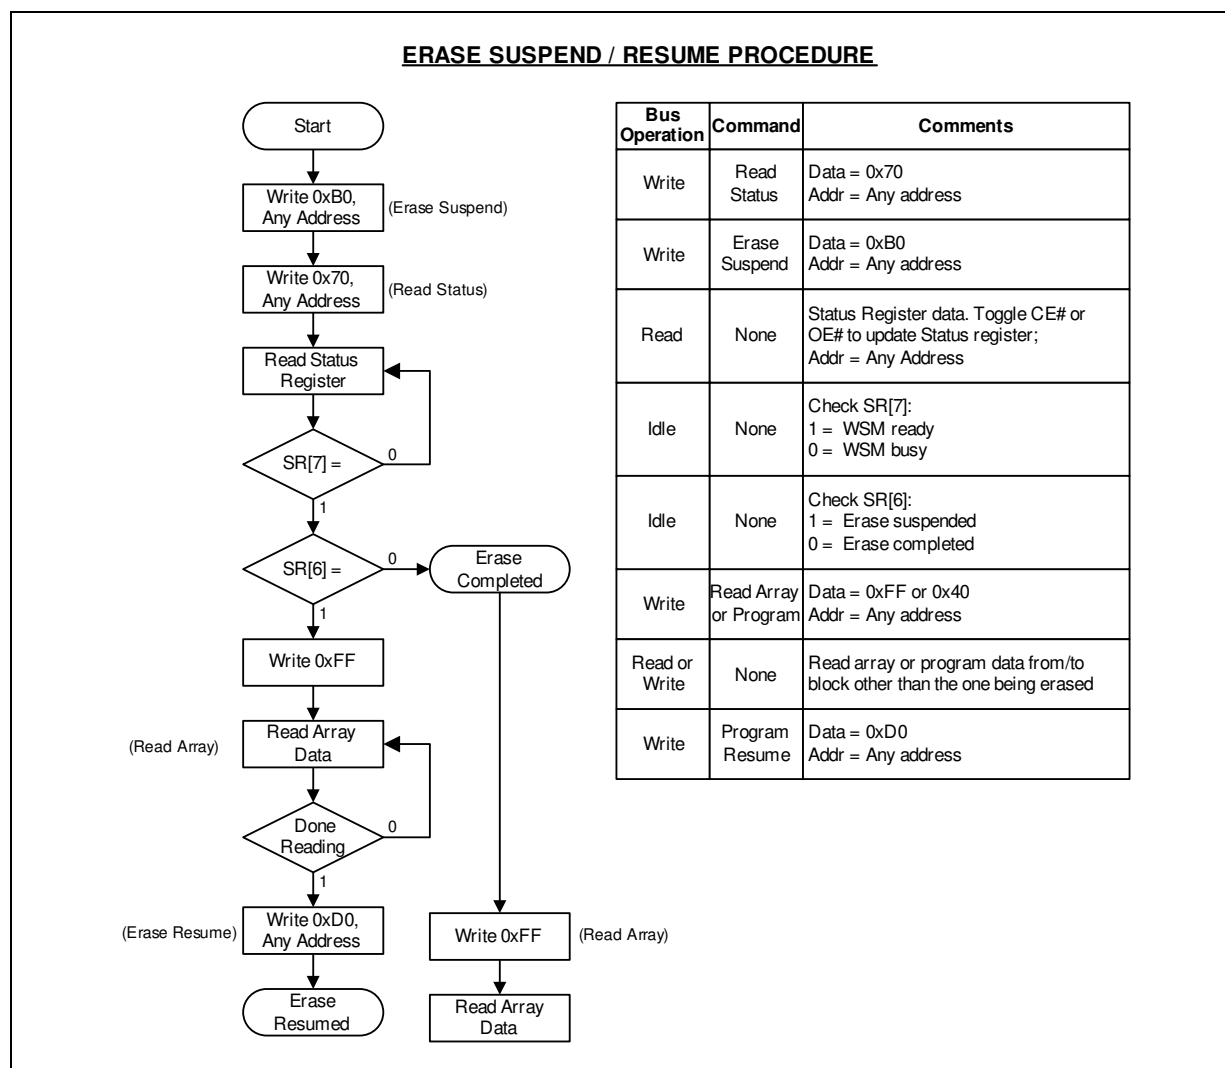 ERASE SUSPEND / RESUME PROCEDURE
Start
Write 0xB0,
Any Address
(Erase Suspend)
Write 0x70,
Any Address
(Read Status)
Read Status
Register
SR[7] =
0
1
SR[6] =
0
1
Erase
Completed
Write 0xFF
Read Array
Data
(Read Array)
Done
Reading
0
1
Write 0xD0,
Any Address
(Erase Resume)
Erase
Resumed
Write 0xFF
(Read Array)
Read Array
Data
Bus
Operation
Command
Comments
Write
Read
Status
Data = 0x70
Addr = Any address
Write
Erase
Suspend
Data = 0xB0
Addr = Any address
Read
None
Status Register data. Toggle CE# or
OE# to update Status register;
Addr = Any Address
Idle
None
Check SR[7]:
1 = WSM ready
0 = WSM busy
Idle
None
Check SR[6]:
1 = Erase suspended
0 = Erase completed
Write
Read Array
or Program
Data = 0xFF or 0x40
Addr = Any address
Read or
Write
None
Read array or program data from/to
block other than the one being erased
Write
Program
Resume
Data = 0xD0
Addr = Any address